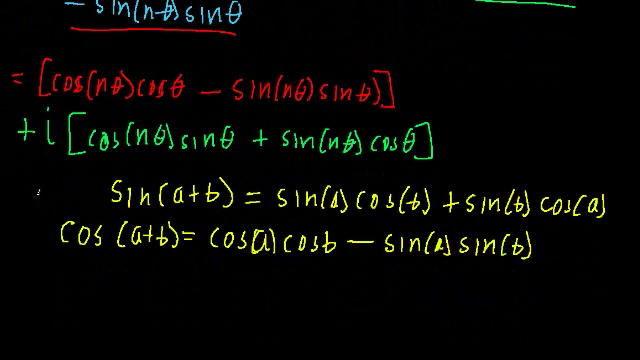 - sin(nθ)sinθ
= [cos(nθ)cosθ - sin(nθ)sinθ]
+ i [cos(nθ)sinθ + sin(nθ)cosθ]
sin(a+b) = sin(a)cos(b) + sin(b)cos(a)
cos(a+b) = cos(a)cosb - sin(a)sin(b)